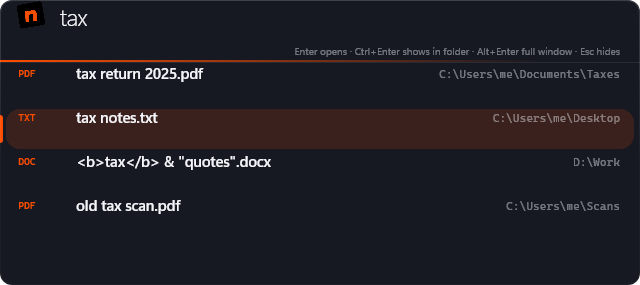 n tax
Enter opens · Ctrl+Enter shows in folder · Alt+Enter full window · Esc hides
PDF tax return 2025.pdf C:\Users\me\Documents\Taxes
TXT tax notes.txt C:\Users\me\Desktop
DOC <b>tax</b> & "quotes".docx D:\Work
PDF old tax scan.pdf C:\Users\me\Scans